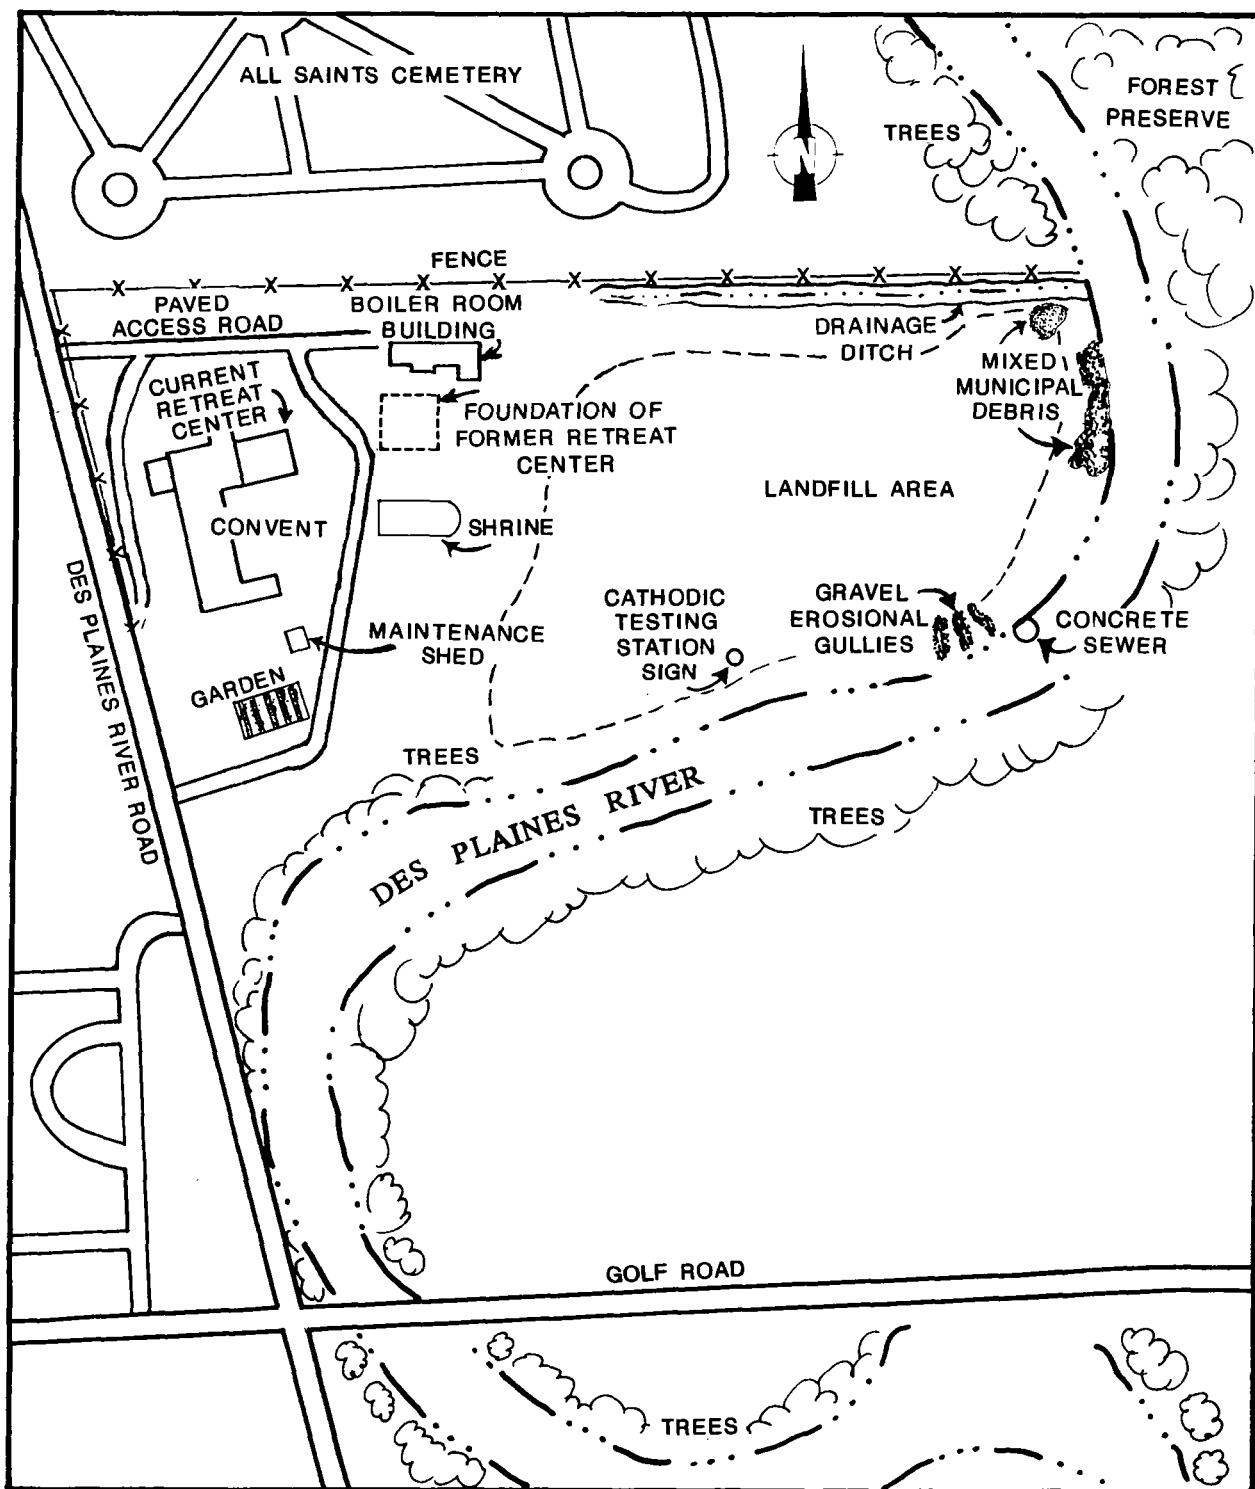 ALL SAINTS CEMETERY
FOREST
PRESERVE
TREES
FENCE
PAVED
ACCESS ROAD
BOILER ROOM
BUILDING
DRAINAGE
DITCH
MIXED
MUNICIPAL
DEBRIS
CURRENT
RETREAT
CENTER
FOUNDATION OF
FORMER RETREAT
CENTER
LANDFILL AREA
CONVENT
SHRINE
DES PLAINES RIVER ROAD
CATHODIC
TESTING
STATION
SIGN
GRAVEL
EROSIONAL
GULLIES
CONCRETE
SEWER
MAINTENANCE
SHED
GARDEN
TREES
DES PLAINES RIVER
TREES
GOLF ROAD
TREES